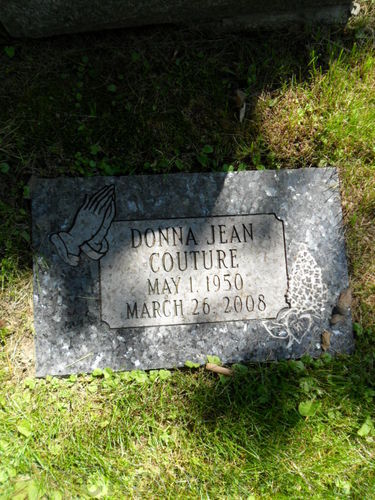 DONNA JEAN
COUTURE
MAY 1, 1950
MARCH 26, 2008